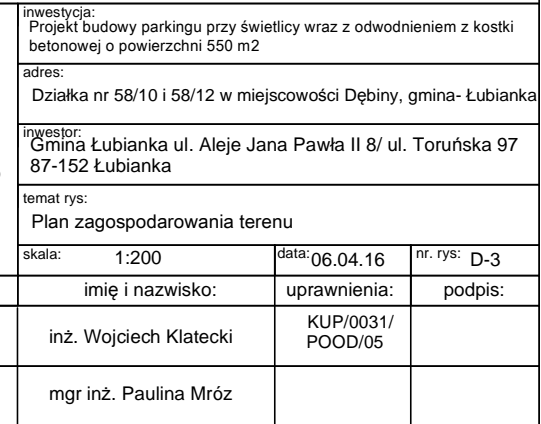 inwestycja:
Projekt budowy parkingu przy świetlicy wraz z odwodnieniem z kostki
betonowej o powierzchni 550 m2
adres:
Działka nr 58/10 i 58/12 w miejscowości Dębiny, gmina- Łubianka
inwestor:
Gmina Łubianka ul. Aleje Jana Pawła II 8/ ul. Toruńska 97
87-152 Łubianka
temat rys:
Plan zagospodarowania terenu
skala: 1:200 data: 06.04.16 nr. rys: D-3
imię i nazwisko: uprawnienia: podpis:
inż. Wojciech Klatecki KUP/0031/
POOD/05
mgr inż. Paulina Mróz